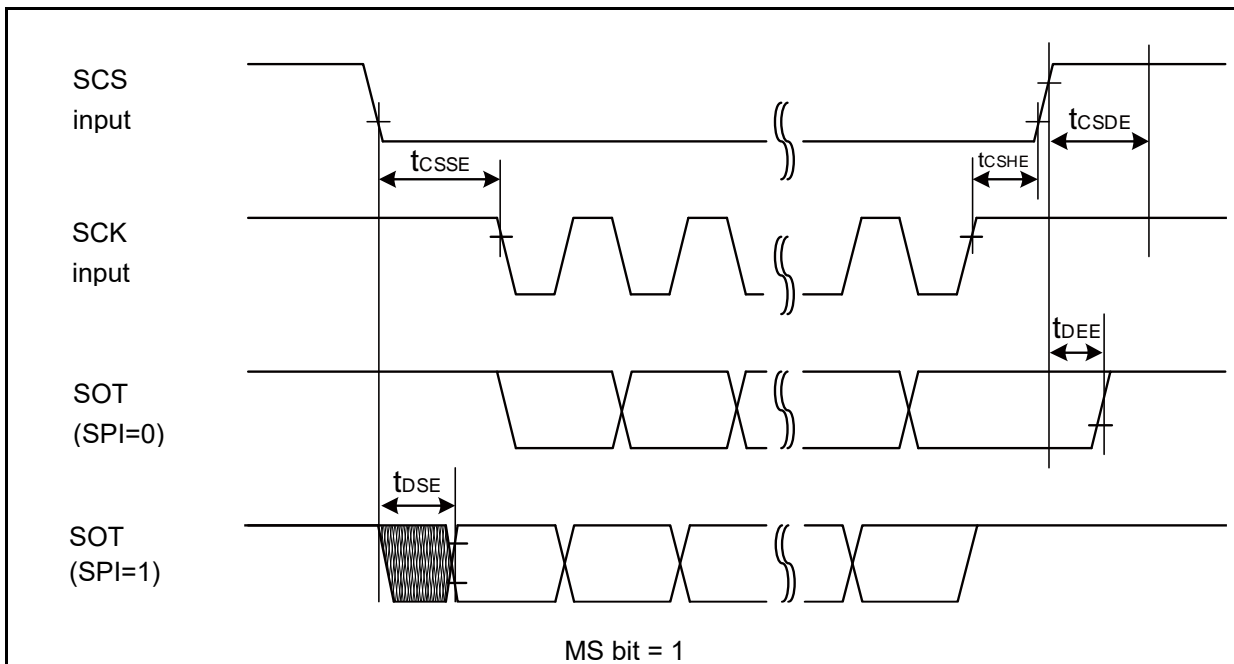 SCS
input
tCSDE
tCSSE
tCSHE
SCK
input
tDEE
SOT
(SPI=0)
tDSE
SOT
(SPI=1)
MS bit = 1